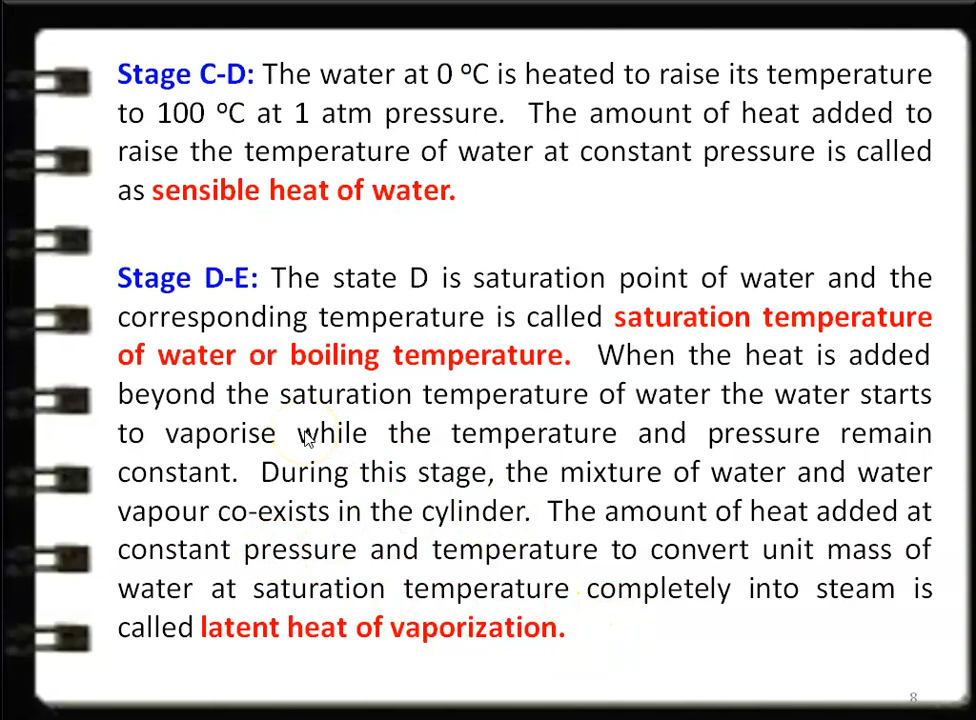 Stage C-D: The water at 0 ºC is heated to raise its temperature
to 100 ºC at 1 atm pressure. The amount of heat added to
raise the temperature of water at constant pressure is called
as sensible heat of water.
Stage D-E: The state D is saturation point of water and the
corresponding temperature is called saturation temperature
of water or boiling temperature. When the heat is added
beyond the saturation temperature of water the water starts
to vaporise while the temperature and pressure remain
constant. During this stage, the mixture of water and water
vapour co-exists in the cylinder. The amount of heat added at
constant pressure and temperature to convert unit mass of
water at saturation temperature completely into steam is
called latent heat of vaporization.
8